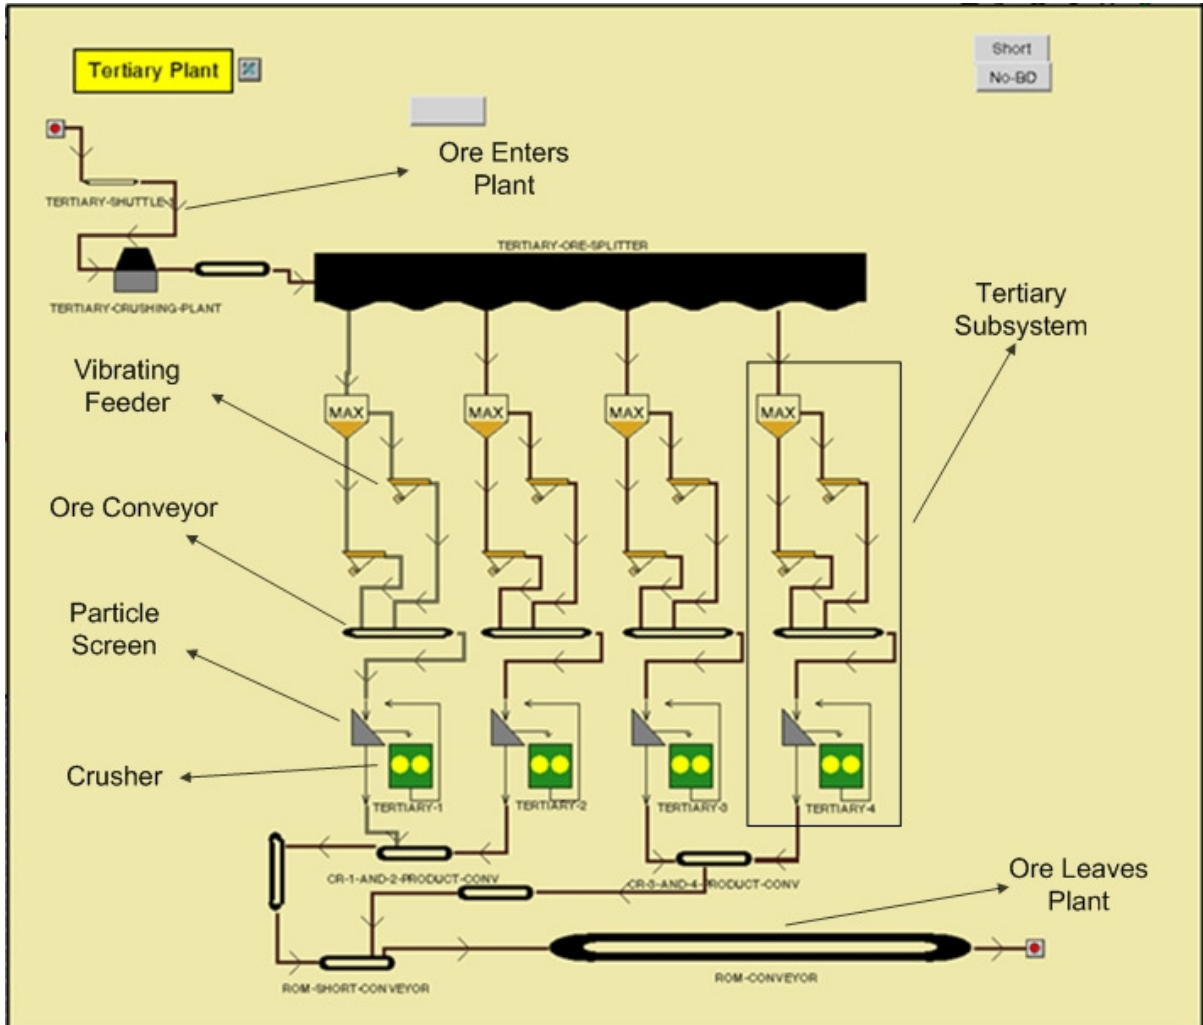 Tertiary Plant
Short
No-BD
Ore Enters
Plant
TERTIARY-SHUTTLE
TERTIARY-ORE-SPLITTER
TERTIARY-CRUSHING-PLANT
Tertiary
Subsystem
Vibrating
Feeder
MAX
MAX
MAX
MAX
Ore Conveyor
Particle
Screen
Crusher
TERTIARY-1
TERTIARY-2
TERTIARY-3
TERTIARY-4
CR-1-AND-2-PRODUCT-CONV
CR-3-AND-4-PRODUCT-CONV
Ore Leaves
Plant
ROM-SHORT-CONVEYOR
ROM-CONVEYOR